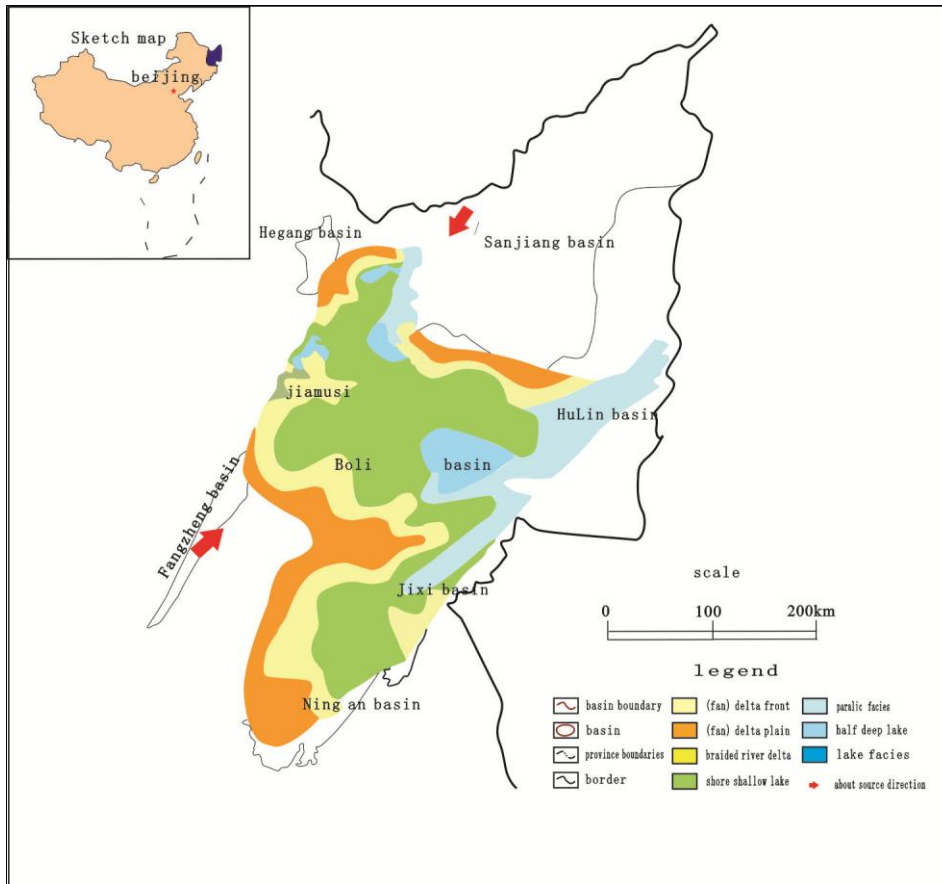 Sketch map
beijing
Hegang basin
Sanjiang basin
jiamusi
HuLin basin
Boli basin
Fangzheng basin
Jixi basin
Ning an basin
scale
0 100 200km
legend
basin boundary
(fan) delta front
paralic facies
basin
(fan) delta plain
half deep lake
province boundaries
braided river delta
lake facies
border
shore shallow lake
about source direction